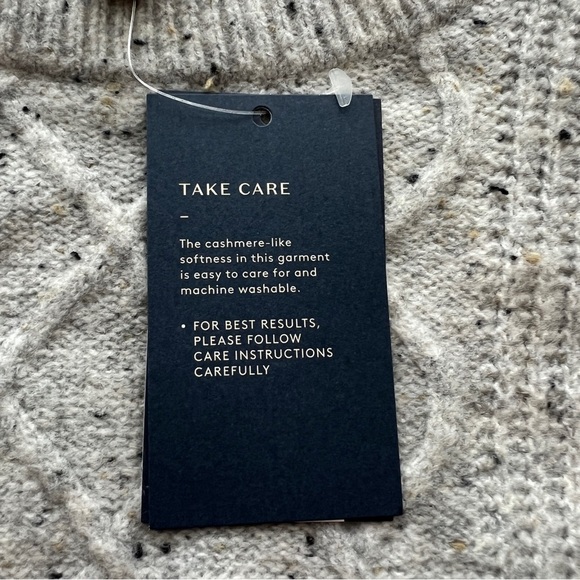 TAKE CARE
–
The cashmere-like
softness in this garment
is easy to care for and
machine washable.
• FOR BEST RESULTS,
PLEASE FOLLOW
CARE INSTRUCTIONS
CAREFULLY